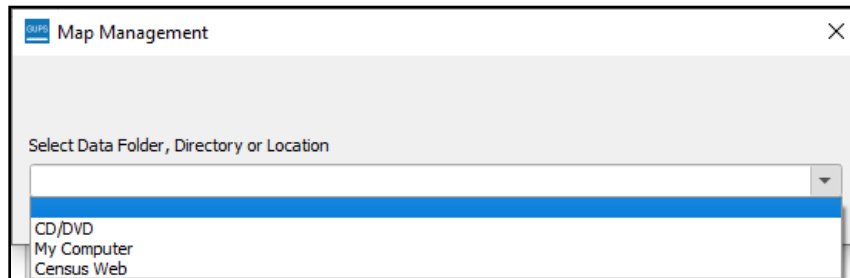 GUPS Map Management
Select Data Folder, Directory or Location
CD/DVD
My Computer
Census Web